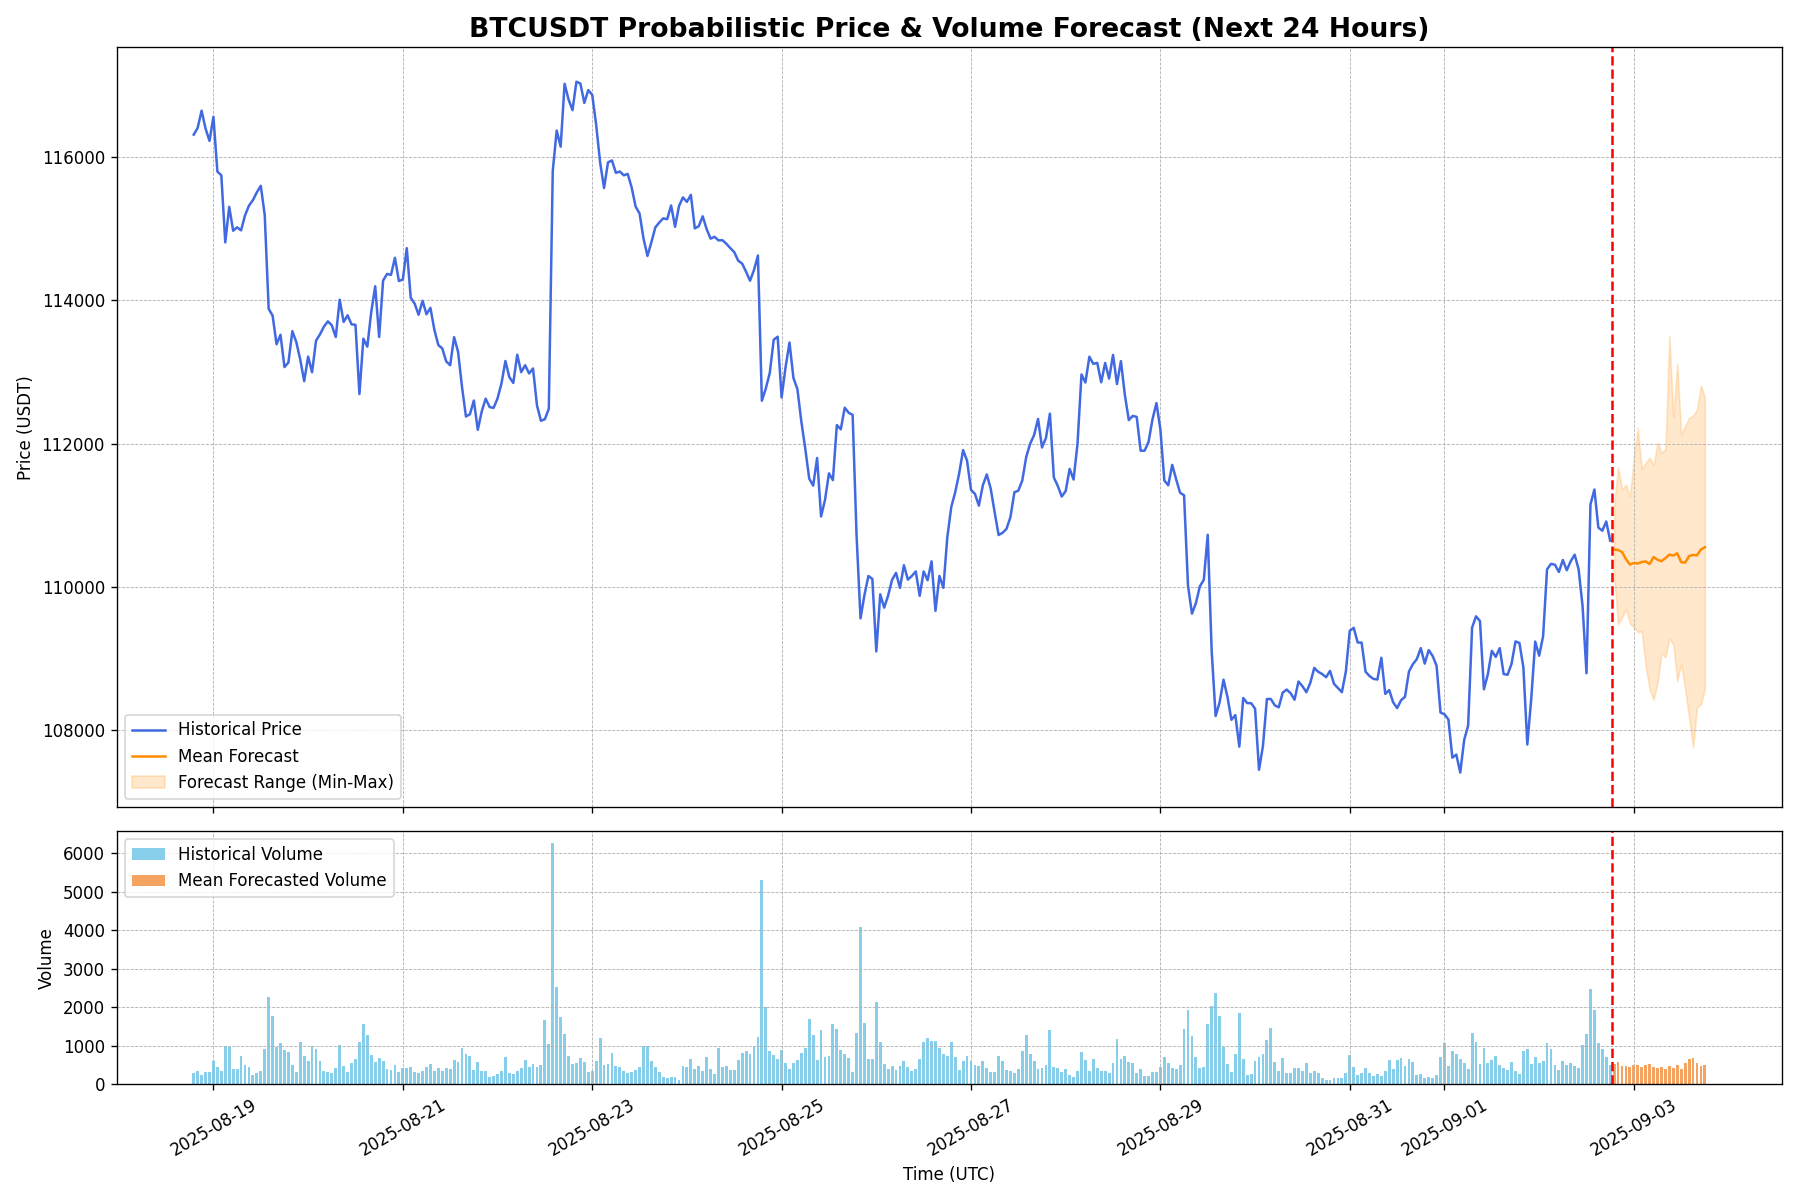 BTCUSDT Probabilistic Price & Volume Forecast (Next 24 Hours)
Price (USDT)
116000
114000
112000
110000
108000
Historical Price
Mean Forecast
Forecast Range (Min-Max)
Volume
6000
5000
4000
3000
2000
1000
0
Historical Volume
Mean Forecasted Volume
2025-08-19
2025-08-21
2025-08-23
2025-08-25
2025-08-27
2025-08-29
2025-08-31
2025-09-01
2025-09-03
Time (UTC)